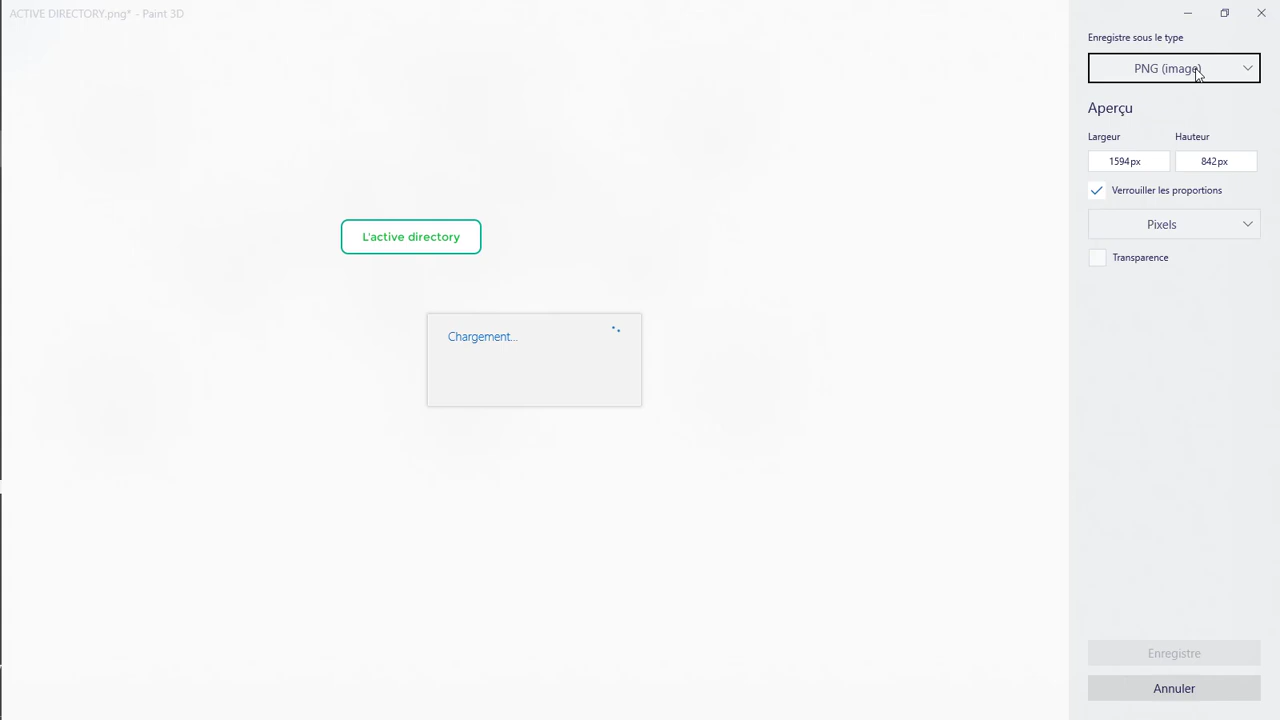 ACTIVE DIRECTORY.png* - Paint 3D
Enregistre sous le type
PNG (image)
Aperçu
Largeur Hauteur
1594px 842px
Verrouiller les proportions
Pixels
Transparence
L'active directory
Chargement...
Enregistre
Annuler